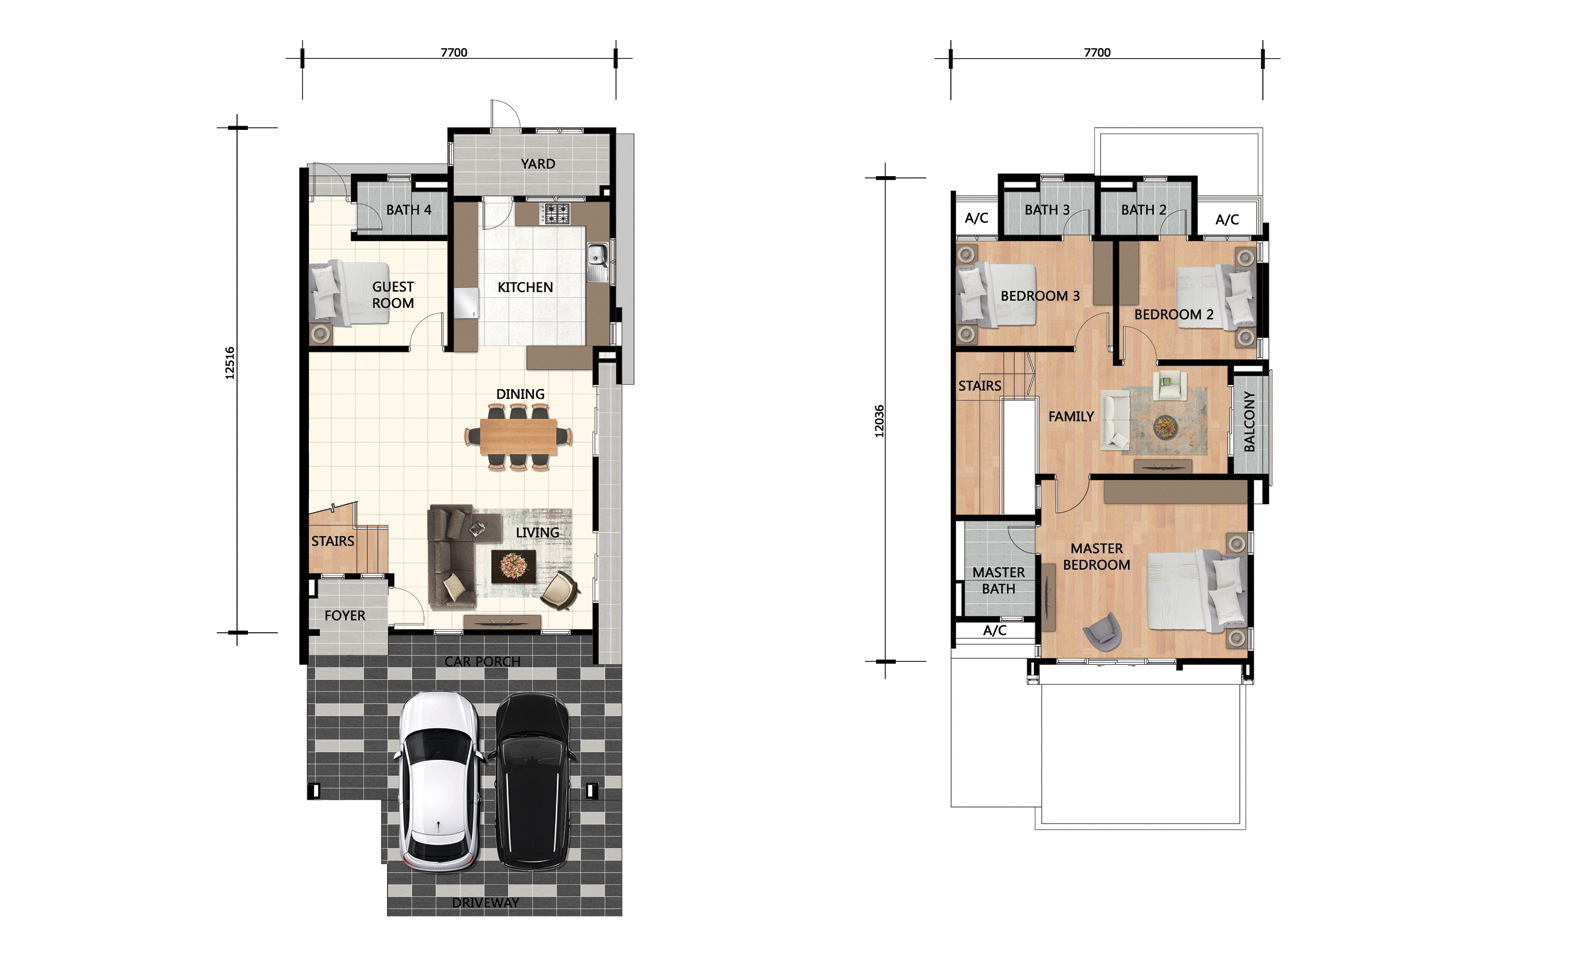 7700
12516
YARD
BATH 4
GUEST
ROOM
KITCHEN
DINING
LIVING
STAIRS
FOYER
CAR PORCH
DRIVEWAY
7700
12036
A/C
BATH 3
BATH 2
A/C
BEDROOM 3
BEDROOM 2
STAIRS
FAMILY
BALCONY
MASTER
BEDROOM
MASTER
BATH
A/C